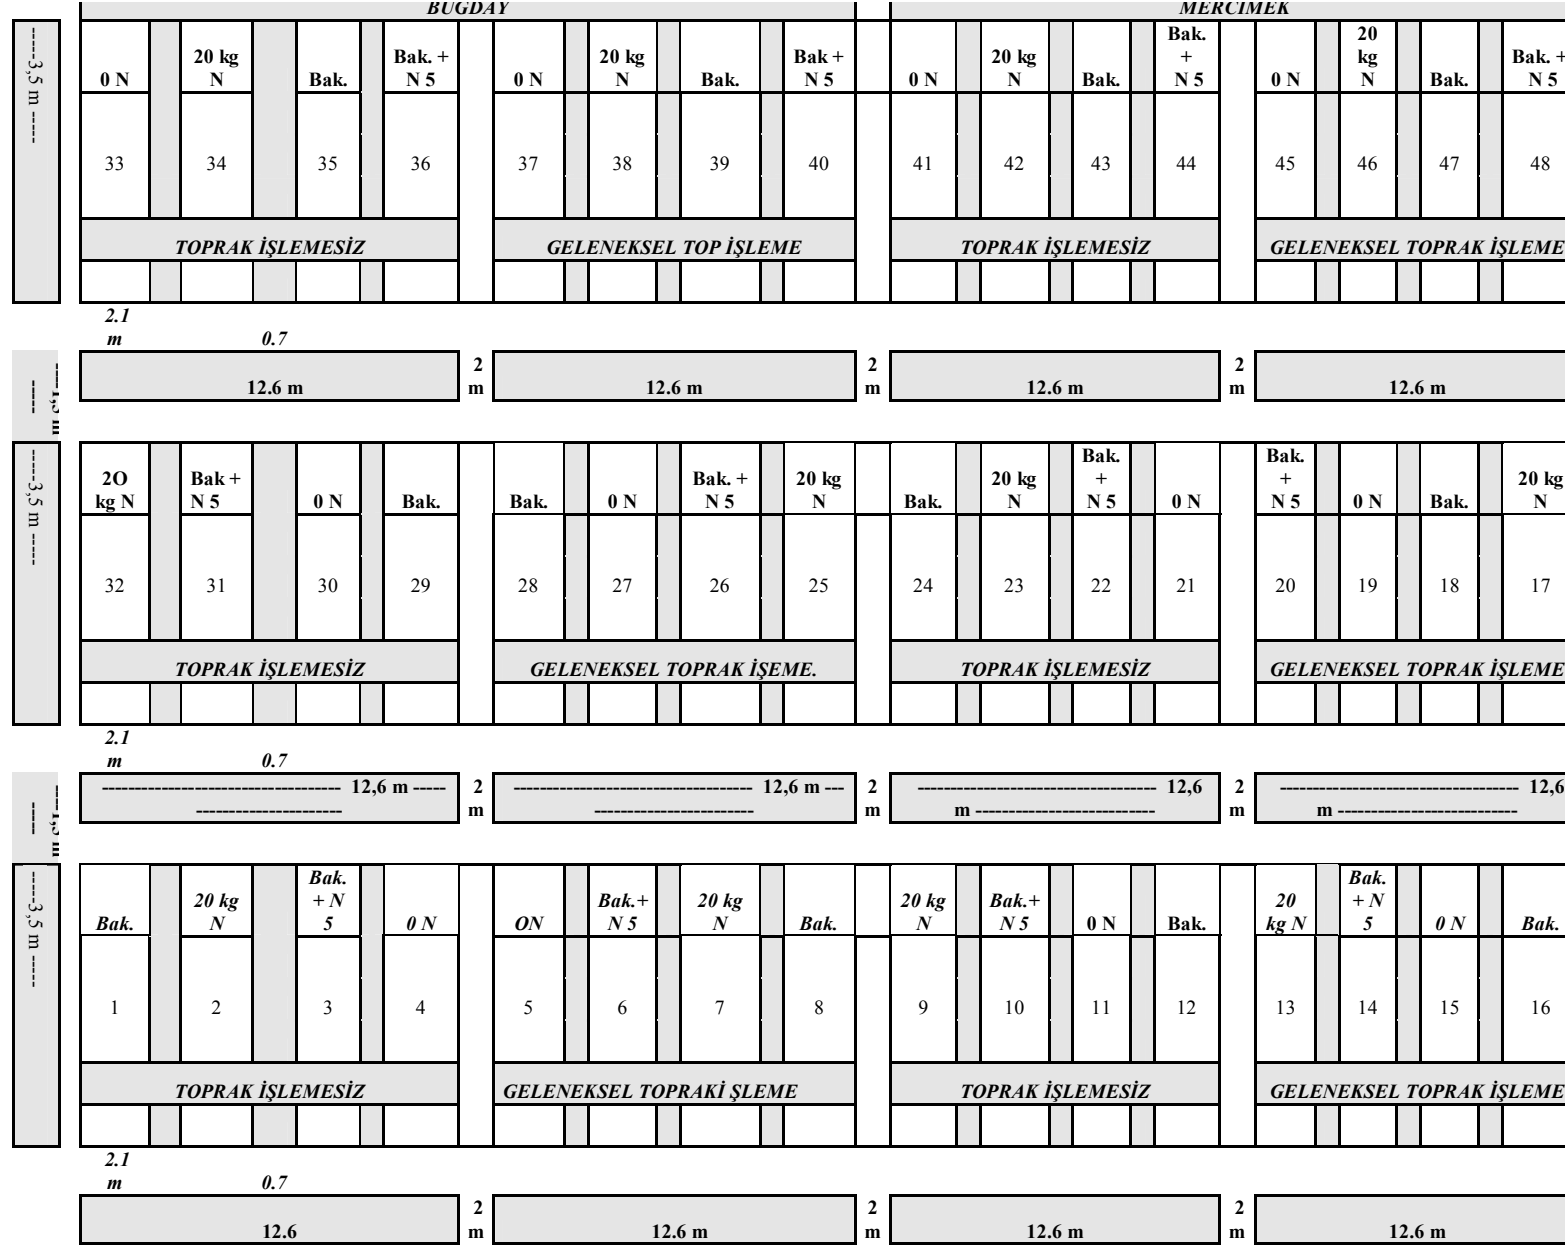 BUĞDAY MERCİMEK
-----3,5 m -----
0 N 20 kg N Bak. Bak. + N 5 0 N 20 kg N Bak. Bak + N 5 0 N 20 kg N Bak. Bak. + N 5 0 N 20 kg N Bak. Bak. + N 5
33 34 35 36 37 38 39 40 41 42 43 44 45 46 47 48
TOPRAK İŞLEMESİZ GELENEKSEL TOP İŞLEME TOPRAK İŞLEMESİZ GELENEKSEL TOPRAK İŞLEME
2.1
m 0.7
12.6 m 2 m 12.6 m 2 m 12.6 m 2 m 12.6 m
-----3,5 m -----
2O kg N Bak + N 5 0 N Bak. Bak. 0 N Bak. + N 5 20 kg N Bak. 20 kg N Bak. + N 5 0 N Bak. + N 5 0 N Bak. 20 kg N
32 31 30 29 28 27 26 25 24 23 22 21 20 19 18 17
TOPRAK İŞLEMESİZ GELENEKSEL TOPRAK İŞEME. TOPRAK İŞLEMESİZ GELENEKSEL TOPRAK İŞLEME
2.1
m 0.7
------------------------------------ 12,6 m ----- 2 ------------------------------------ 12,6 m --- 2 ------------------------------------ 12,6 2 ------------------------------------ 12,6
---------------------- m ------------------------ m m --------------------------- m m ---------------------------
-----3,5 m -----
Bak. 20 kg N Bak. + N 5 0 N ON Bak.+ N 5 20 kg N Bak. 20 kg N Bak.+ N 5 0 N Bak. 20 kg N Bak. + N 5 0 N Bak.
1 2 3 4 5 6 7 8 9 10 11 12 13 14 15 16
TOPRAK İŞLEMESİZ GELENEKSEL TOPRAKİ ŞLEME TOPRAK İŞLEMESİZ GELENEKSEL TOPRAK İŞLEME
2.1
m 0.7
12.6 2 m 12.6 m 2 m 12.6 m 2 m 12.6 m